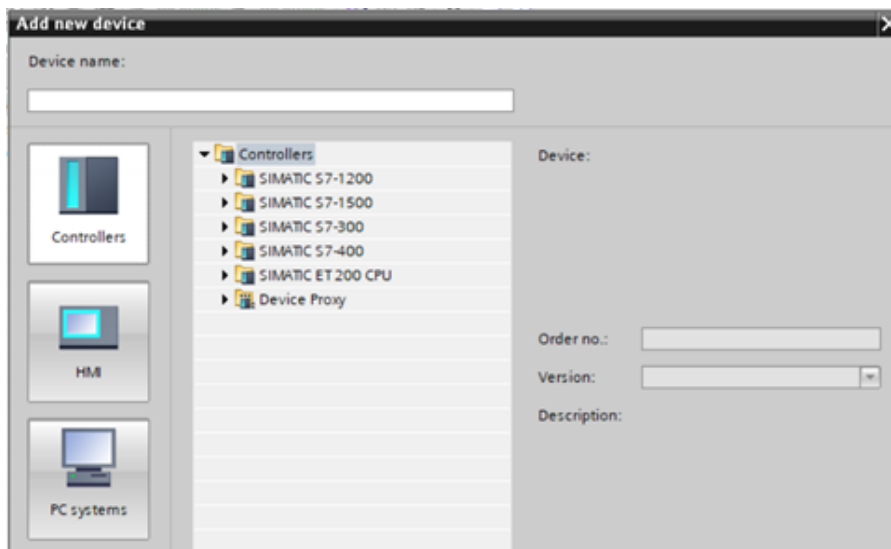 Add new device
Device name:
Controllers
HMI
PC systems
Controllers
SIMATIC S7-1200
SIMATIC S7-1500
SIMATIC S7-300
SIMATIC S7-400
SIMATIC ET 200 CPU
Device Proxy
Device:
Order no.:
Version:
Description: